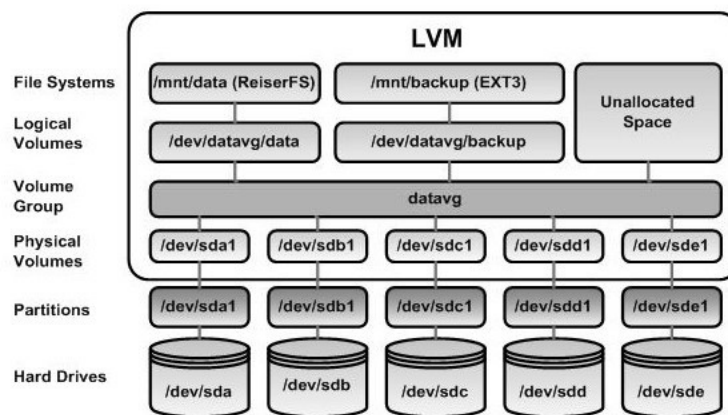 LVM
File Systems
/mnt/data (ReiserFS)
/mnt/backup (EXT3)
Unallocated
Space
Logical
Volumes
/dev/datavg/data
/dev/datavg/backup
Volume
Group
datavg
Physical
Volumes
/dev/sda1
/dev/sdb1
/dev/sdc1
/dev/sdd1
/dev/sde1
Partitions
/dev/sda1
/dev/sdb1
/dev/sdc1
/dev/sdd1
/dev/sde1
Hard Drives
/dev/sda
/dev/sdb
/dev/sdc
/dev/sdd
/dev/sde